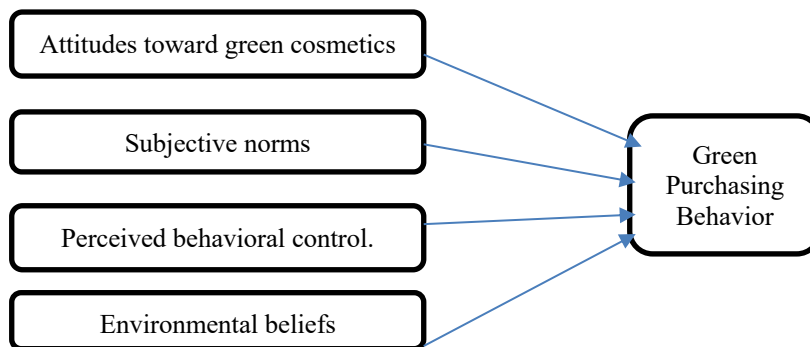 Attitudes toward green cosmetics
Subjective norms
Perceived behavioral control.
Environmental beliefs
Green
Purchasing
Behavior